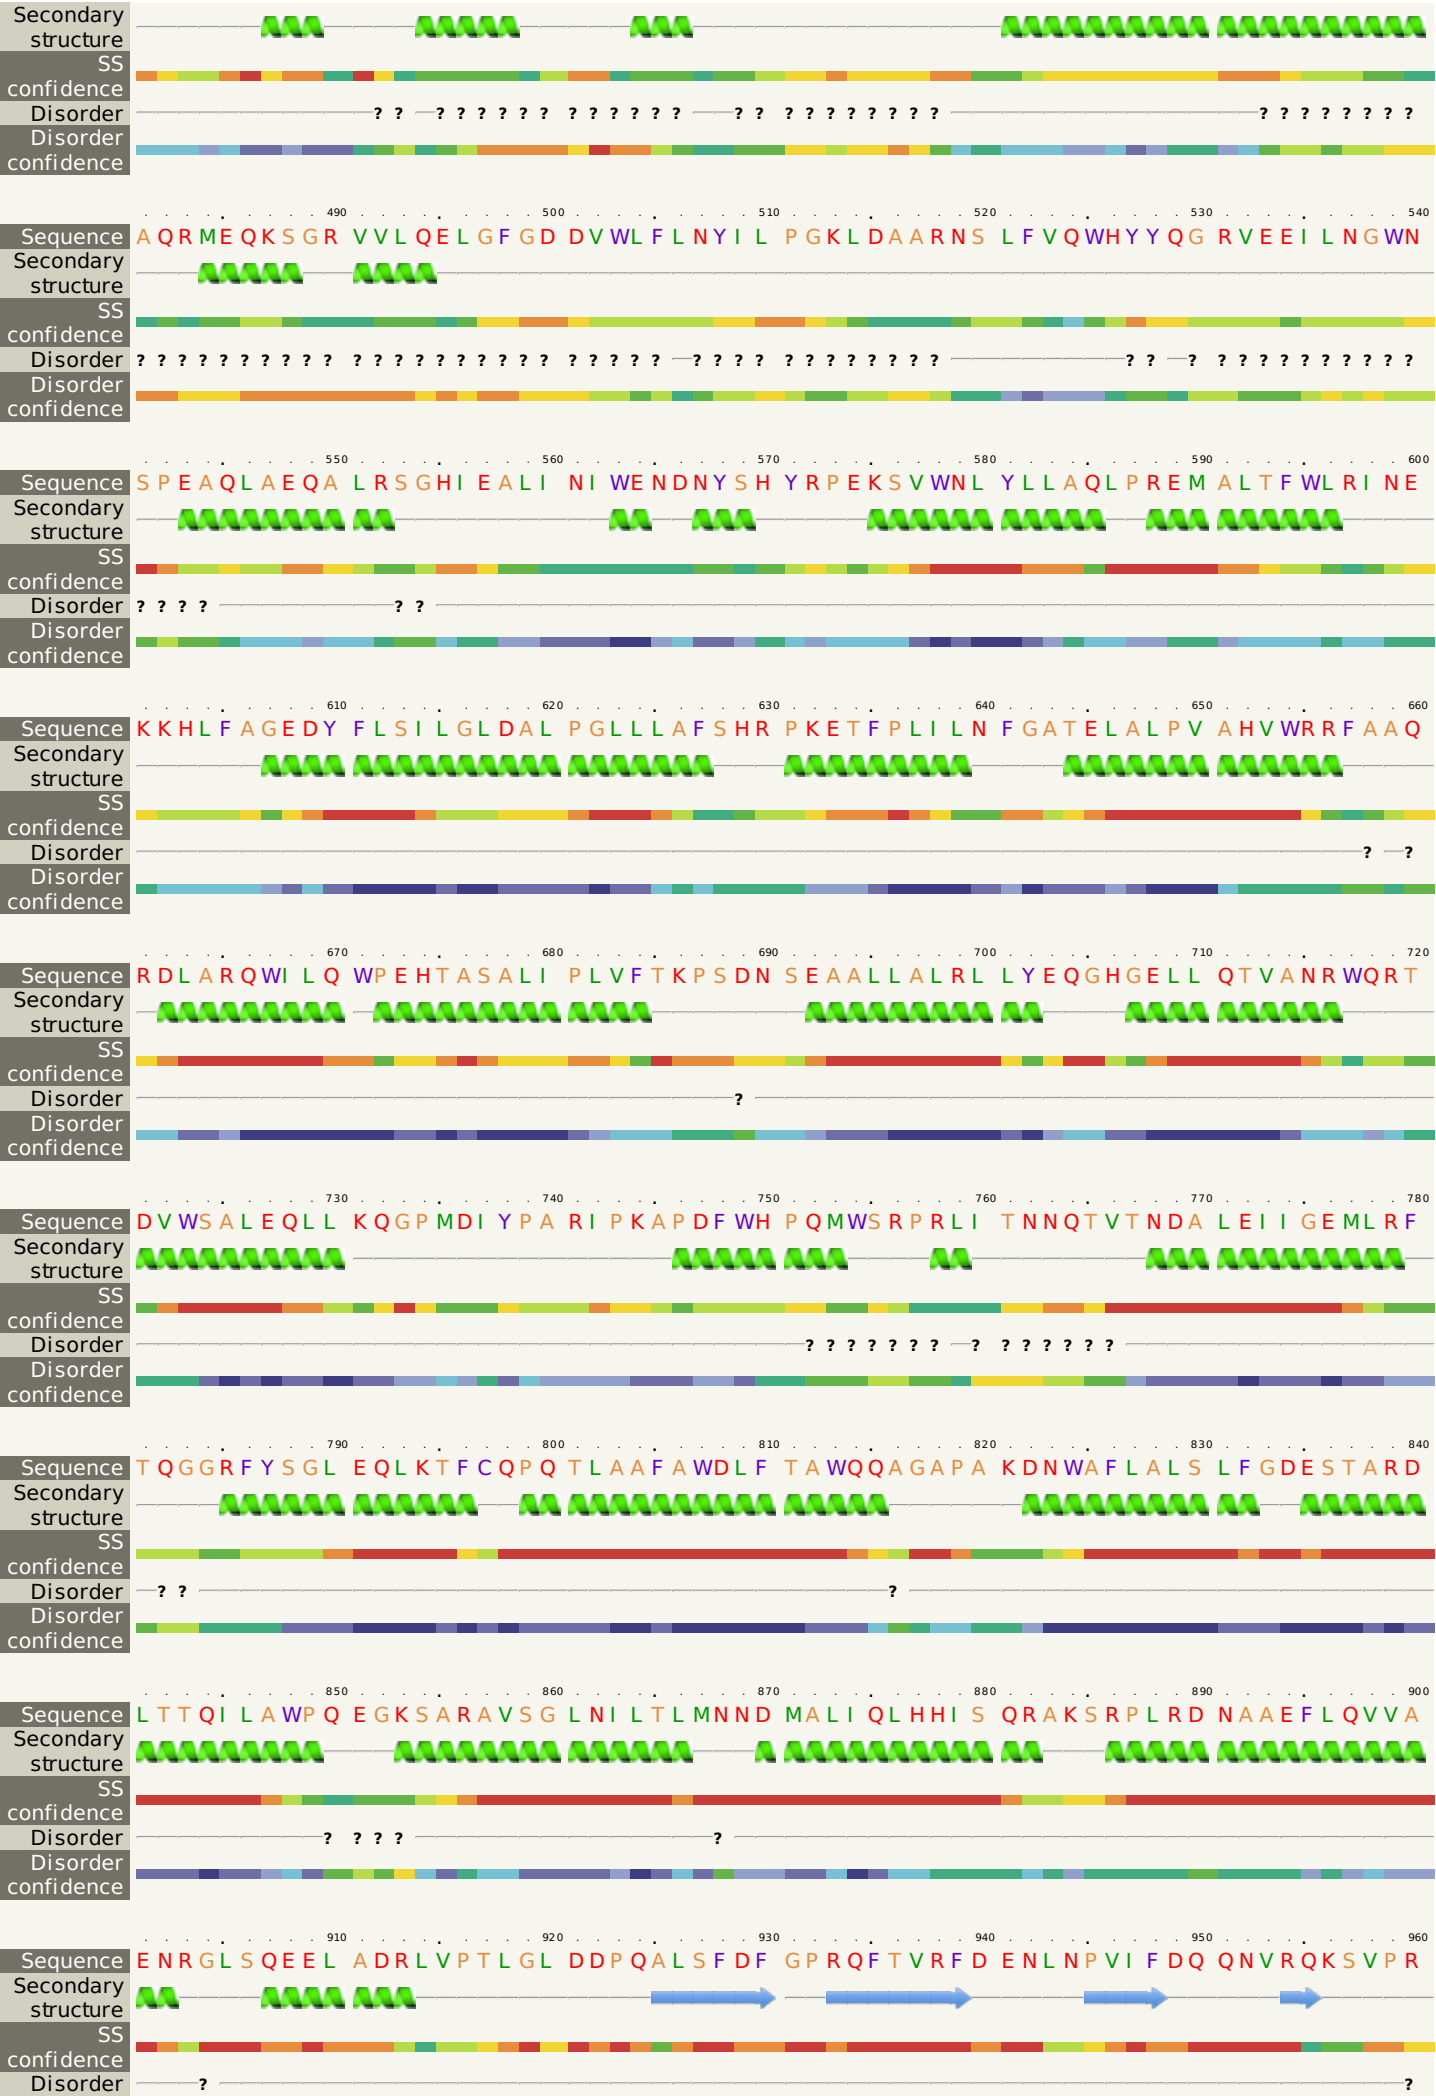 Secondary
structure
SS
confidence
Disorder ? ? ? ? ? ? ? ? ? ? ? ? ? ? ? ? ? ? ? ? ? ? ? ? ? ? ? ? ? ? ? ?
Disorder
confidence
490 500 510 520 530 540
Sequence AQRMEQKSGR VVLQELGFGD DVWLFLNYIL PGKLDAARNS LFVQWHYYQG RVEEILNGWN
Secondary
structure
SS
confidence
Disorder ? ? ? ? ? ? ? ? ? ? ? ? ? ? ? ? ? ? ? ? ? ? ? ? ? ? ? ? ? ? ? ? ? ? ? ? ? ? ? ? ? ? ? ? ? ? ? ? ? ?
Disorder
confidence
550 560 570 580 590 600
Sequence SPEAQLAEQA LRSGHIEALI NIWENDNYSH YRPEKSVWNL YLLAQLPREM ALTFWLRINE
Secondary
structure
SS
confidence
Disorder ? ? ? ? ? ?
Disorder
confidence
610 620 630 640 650 660
Sequence KKHLFAGEDY FLSILGLDAL PGLLLAFSHR PKETFPLILN FGATELALPV AHVWRRFAAQ
Secondary
structure
SS
confidence
Disorder ? ?
Disorder
confidence
670 680 690 700 710 720
Sequence RDLARQWILQ WPEHTASALI PLVFTKPSDN SEAALLALRL LYEQGHGELL QTVANRWQRT
Secondary
structure
SS
confidence
Disorder ?
Disorder
confidence
730 740 750 760 770 780
Sequence DVWSALEQLL KQGPMDIYPA RIPKAPDFWH PQMWSRPRLI TNNQTVTNDA LEIIGEMLRF
Secondary
structure
SS
confidence
Disorder ? ? ? ? ? ? ? ? ? ? ? ? ? ?
Disorder
confidence
790 800 810 820 830 840
Sequence TQGGRFYSGL EQLKTFCQPQ TLAAFAWDLF TAWQQAGAPA KDNWAFLALS LFGDESTARD
Secondary
structure
SS
confidence
Disorder ? ? ?
Disorder
confidence
850 860 870 880 890 900
Sequence LTTQILAWPQ EGKSARAVSG LNILTLMNND MALIQLHHIS QRAKSRPLRD NAAEFLQVVA
Secondary
structure
SS
confidence
Disorder ? ? ? ? ?
Disorder
confidence
910 920 930 940 950 960
Sequence ENRGLSQEEL ADRLVPTLGL DDPQALSFDF GPRQFTVRFD ENLNPVIFDQ QNVRQKSVPR
Secondary
structure
SS
confidence
Disorder ? ?